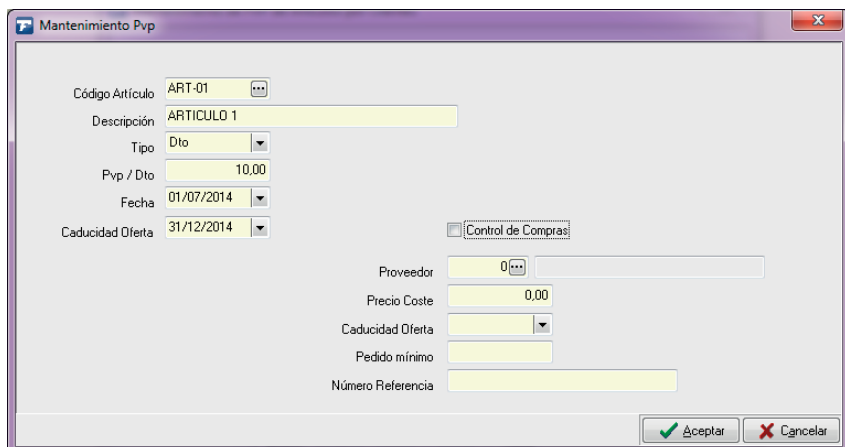 Mantenimiento Pvp
Código Artículo ART-01
Descripción ARTICULO 1
Tipo Dto
Pvp / Dto 10,00
Fecha 01/07/2014
Caducidad Oferta 31/12/2014
Control de Compras
Proveedor 0
Precio Coste 0,00
Caducidad Oferta
Pedido mínimo
Número Referencia
Aceptar Cancelar